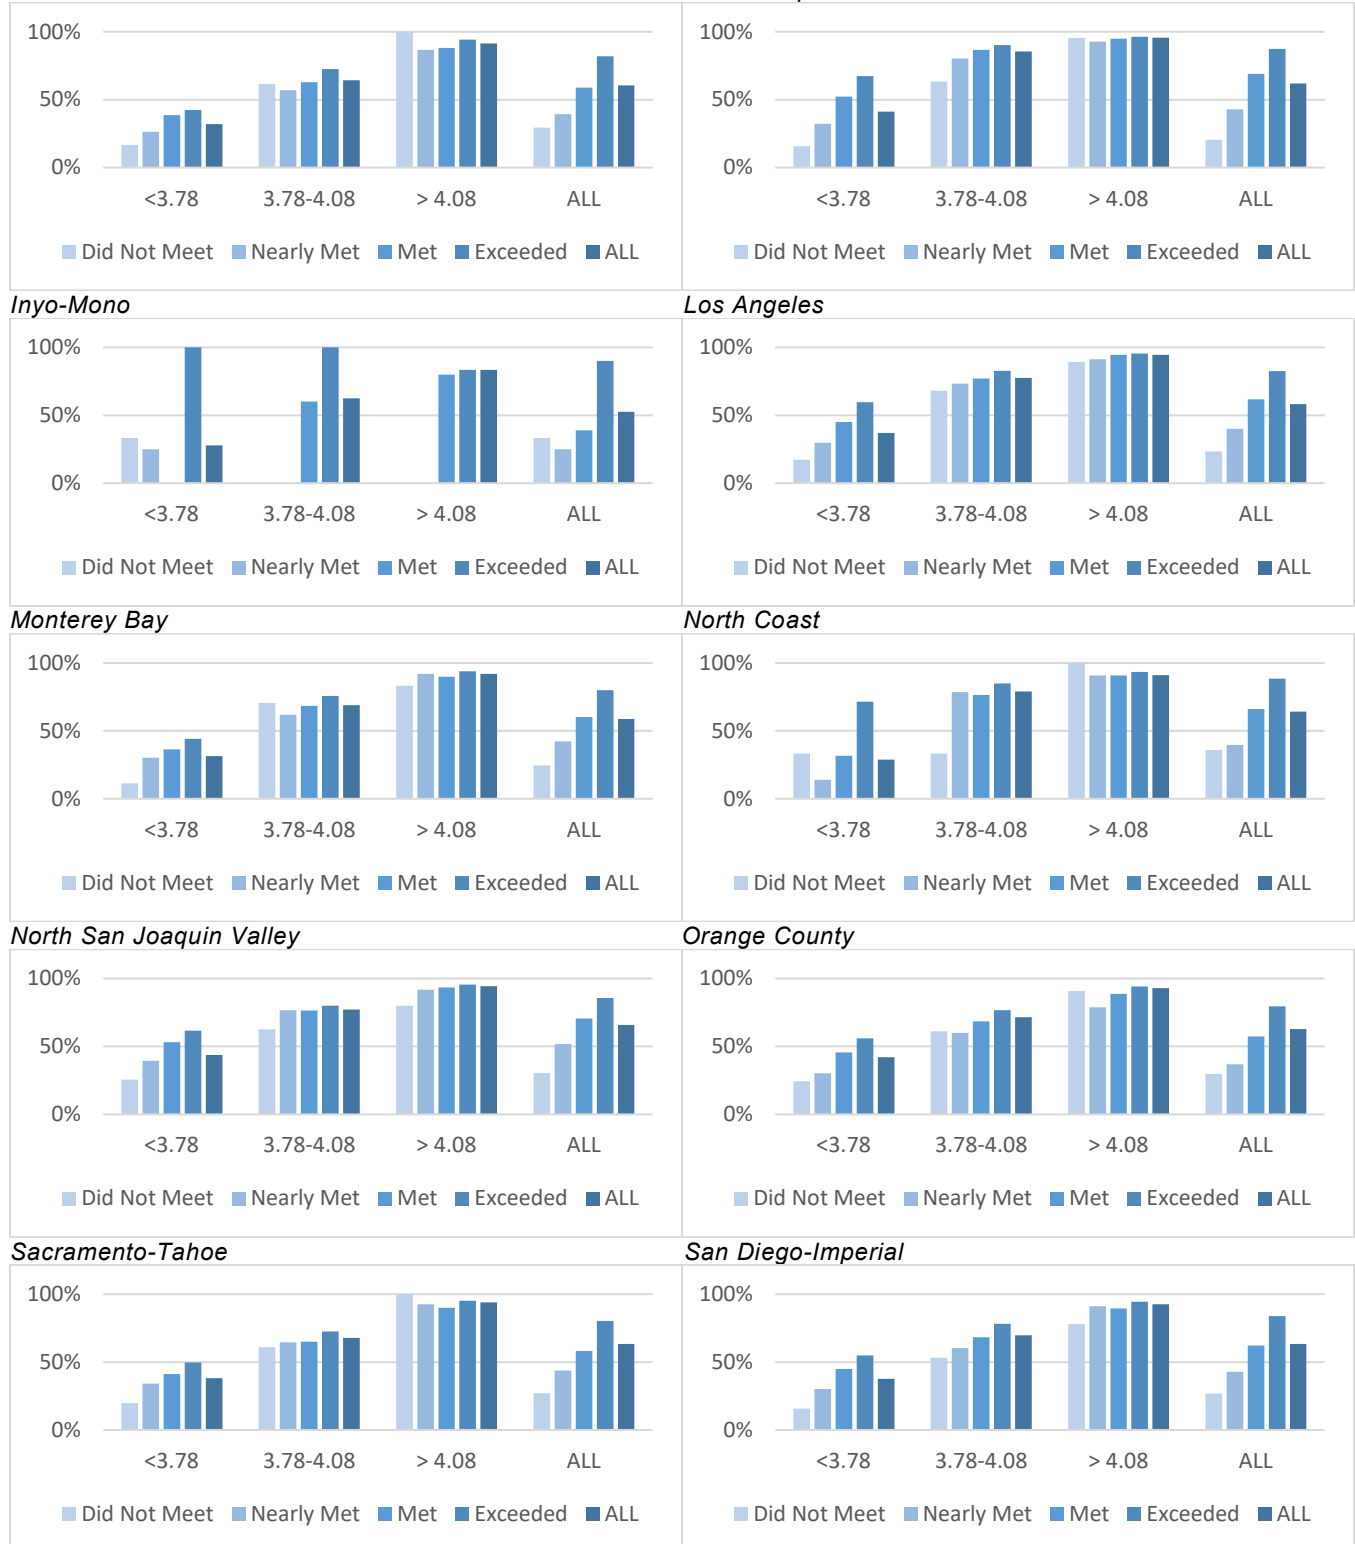 100%
50%
0%
<3.78 3.78-4.08 > 4.08 ALL
Did Not Meet Nearly Met Met Exceeded ALL
100%
50%
0%
<3.78 3.78-4.08 > 4.08 ALL
Did Not Meet Nearly Met Met Exceeded ALL
Inyo-Mono
100%
50%
0%
<3.78 3.78-4.08 > 4.08 ALL
Did Not Meet Nearly Met Met Exceeded ALL
Los Angeles
100%
50%
0%
<3.78 3.78-4.08 > 4.08 ALL
Did Not Meet Nearly Met Met Exceeded ALL
Monterey Bay
100%
50%
0%
<3.78 3.78-4.08 > 4.08 ALL
Did Not Meet Nearly Met Met Exceeded ALL
North Coast
100%
50%
0%
<3.78 3.78-4.08 > 4.08 ALL
Did Not Meet Nearly Met Met Exceeded ALL
North San Joaquin Valley
100%
50%
0%
<3.78 3.78-4.08 > 4.08 ALL
Did Not Meet Nearly Met Met Exceeded ALL
Orange County
100%
50%
0%
<3.78 3.78-4.08 > 4.08 ALL
Did Not Meet Nearly Met Met Exceeded ALL
Sacramento-Tahoe
100%
50%
0%
<3.78 3.78-4.08 > 4.08 ALL
Did Not Meet Nearly Met Met Exceeded ALL
San Diego-Imperial
100%
50%
0%
<3.78 3.78-4.08 > 4.08 ALL
Did Not Meet Nearly Met Met Exceeded ALL